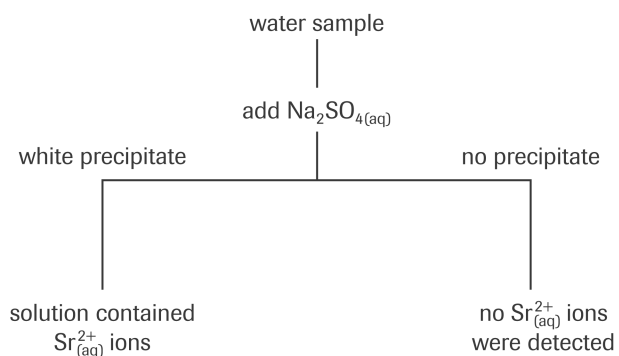 water sample
add Na₂SO₄(aq)
white precipitate
no precipitate
solution contained
Sr²⁺(aq) ions
no Sr²⁺(aq) ions
were detected